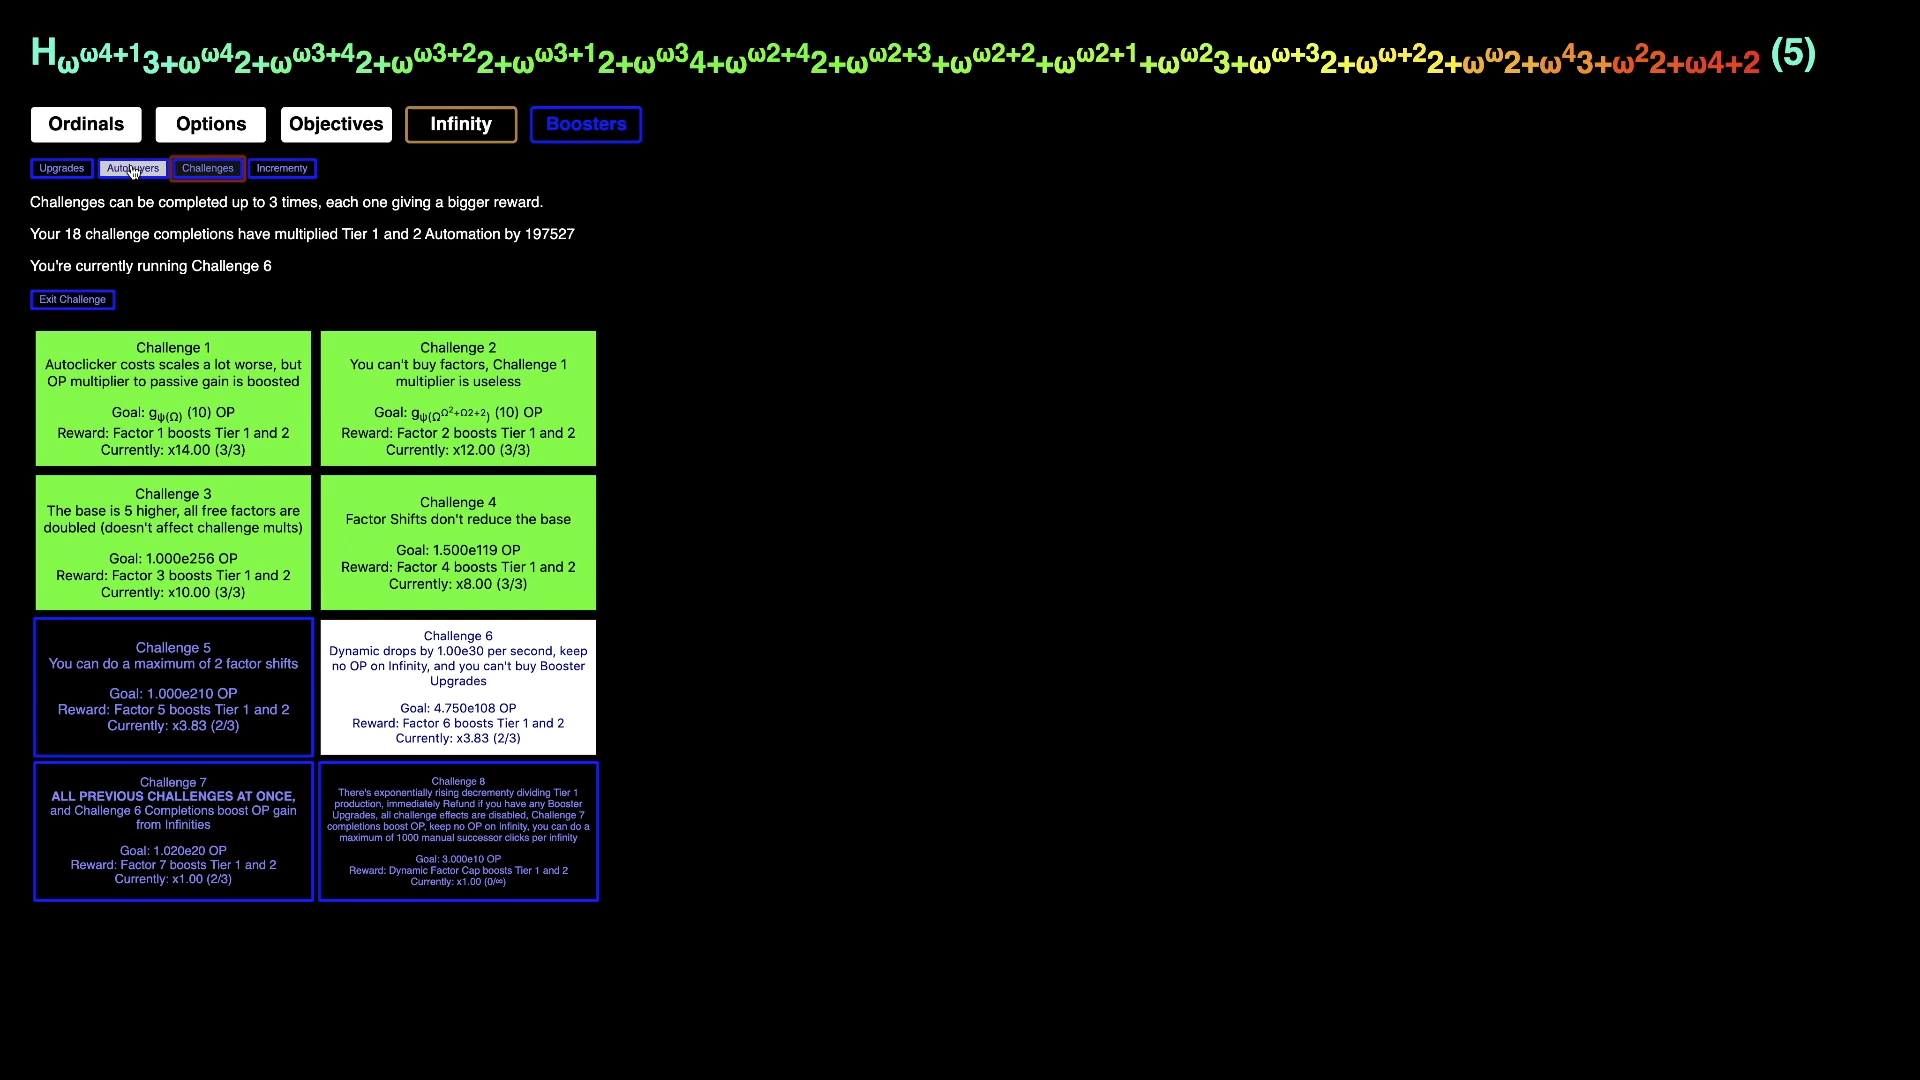 H_{ω^{ω4+1}3+ω^{ω4}2+ω^{ω3+4}2+ω^{ω3+2}2+ω^{ω3+1}2+ω^{ω3}4+ω^{ω2+4}2+ω^{ω2+3}+ω^{ω2+2}+ω^{ω2+1}+ω^{ω2}3+ω^{ω+3}2+ω^{ω+2}2+ω^{ω}2+ω^{4}3+ω^{2}2+ω4+2} (5)
Ordinals Options Objectives Infinity Boosters
Upgrades Autobuyers Challenges Incrementy
Challenges can be completed up to 3 times, each one giving a bigger reward.
Your 18 challenge completions have multiplied Tier 1 and 2 Automation by 197527
You're currently running Challenge 6
Exit Challenge
Challenge 1
Autoclicker costs scales a lot worse, but
OP multiplier to passive gain is boosted
Goal: g_{ψ(Ω)} (10) OP
Reward: Factor 1 boosts Tier 1 and 2
Currently: x14.00 (3/3)
Challenge 2
You can't buy factors, Challenge 1
multiplier is useless
Goal: g_{ψ(Ω^{Ω^{2}+Ω2+2})} (10) OP
Reward: Factor 2 boosts Tier 1 and 2
Currently: x12.00 (3/3)
Challenge 3
The base is 5 higher, all free factors are
doubled (doesn't affect challenge mults)
Goal: 1.000e256 OP
Reward: Factor 3 boosts Tier 1 and 2
Currently: x10.00 (3/3)
Challenge 4
Factor Shifts don't reduce the base
Goal: 1.500e119 OP
Reward: Factor 4 boosts Tier 1 and 2
Currently: x8.00 (3/3)
Challenge 5
You can do a maximum of 2 factor shifts
Goal: 1.000e210 OP
Reward: Factor 5 boosts Tier 1 and 2
Currently: x3.83 (2/3)
Challenge 6
Dynamic drops by 1.00e30 per second, keep
no OP on Infinity, and you can't buy Booster
Upgrades
Goal: 4.750e108 OP
Reward: Factor 6 boosts Tier 1 and 2
Currently: x3.83 (2/3)
Challenge 7
ALL PREVIOUS CHALLENGES AT ONCE,
and Challenge 6 Completions boost OP gain
from Infinities
Goal: 1.020e20 OP
Reward: Factor 7 boosts Tier 1 and 2
Currently: x1.00 (2/3)
Challenge 8
There's exponentially rising decrementy dividing Tier 1
production, immediately Refund if you have any Booster
Upgrades, all challenge effects are disabled, Challenge 7
completions boost OP, keep no OP on Infinity, you can do a
maximum of 1000 manual successor clicks per infinity
Goal: 3.000e10 OP
Reward: Dynamic Factor Cap boosts Tier 1 and 2
Currently: x1.00 (0/∞)